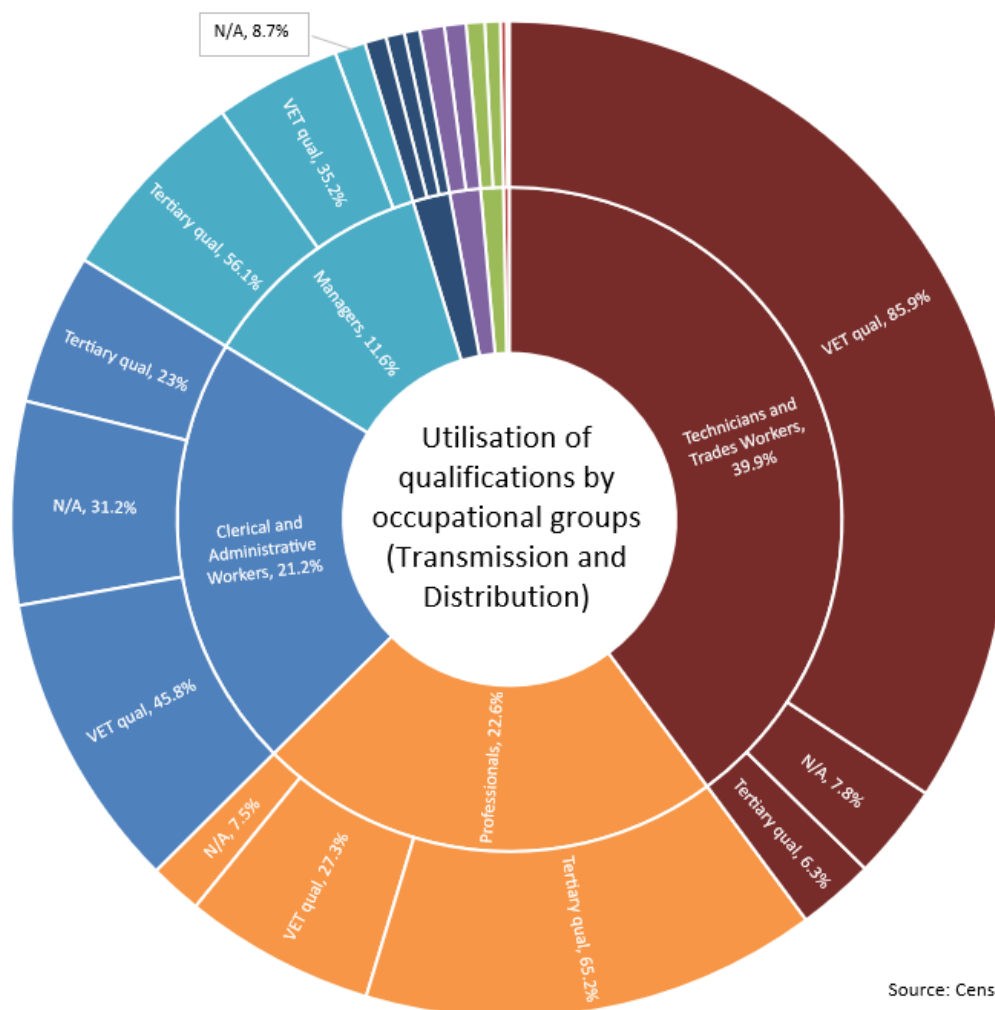 N/A, 8.7%
VET qual, 35.2%
Tertiary qual, 56.1%
Managers, 11.6%
Tertiary qual, 23%
N/A, 31.2%
Clerical and
Administrative
Workers, 21.2%
VET qual, 45.8%
Utilisation of
qualifications by
occupational groups
(Transmission and
Distribution)
VET qual, 85.9%
Technicians and
Trades Workers,
39.9%
N/A, 7.8%
Tertiary qual, 6.3%
Professionals, 22.6%
N/A, 7.5%
VET qual, 27.3%
Tertiary qual, 65.2%
Source: Cens